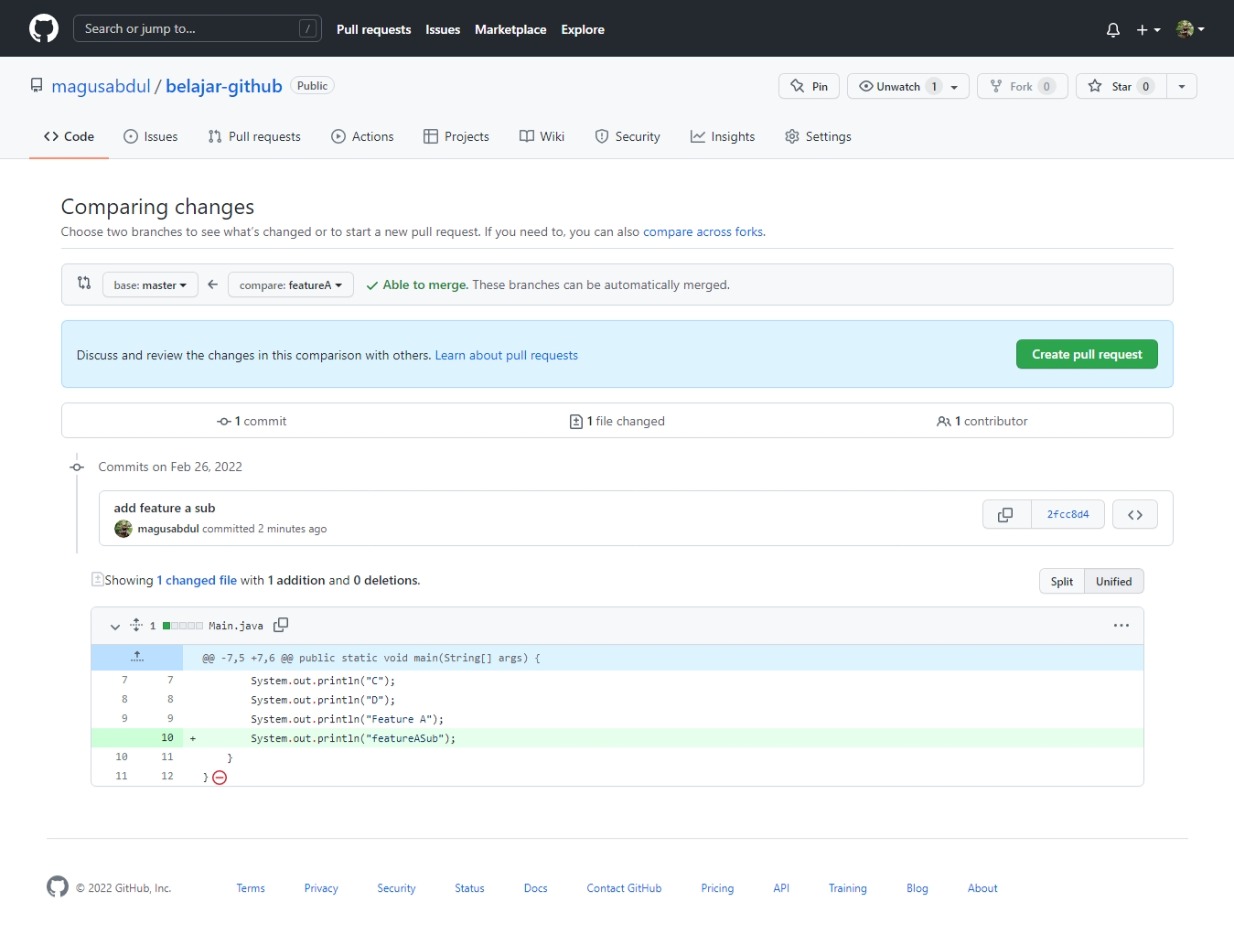 Search or jump to... /
Pull requests Issues Marketplace Explore
magusabdul / belajar-github Public
Pin Unwatch 1 Fork 0 Star 0
Code Issues Pull requests Actions Projects Wiki Security Insights Settings
Comparing changes
Choose two branches to see what's changed or to start a new pull request. If you need to, you can also compare across forks.
base: master compare: featureA Able to merge. These branches can be automatically merged.
Discuss and review the changes in this comparison with others. Learn about pull requests Create pull request
1 commit 1 file changed 1 contributor
Commits on Feb 26, 2022
add feature a sub
magusabdul committed 2 minutes ago
2fcc8d4
Showing 1 changed file with 1 addition and 0 deletions. Split Unified
1 Main.java
@@ -7,5 +7,6 @@ public static void main(String[] args) {
7 7 System.out.println("C");
8 8 System.out.println("D");
9 9 System.out.println("Feature A");
10 + System.out.println("featureASub");
10 11 }
11 12 }
© 2022 GitHub, Inc. Terms Privacy Security Status Docs Contact GitHub Pricing API Training Blog About